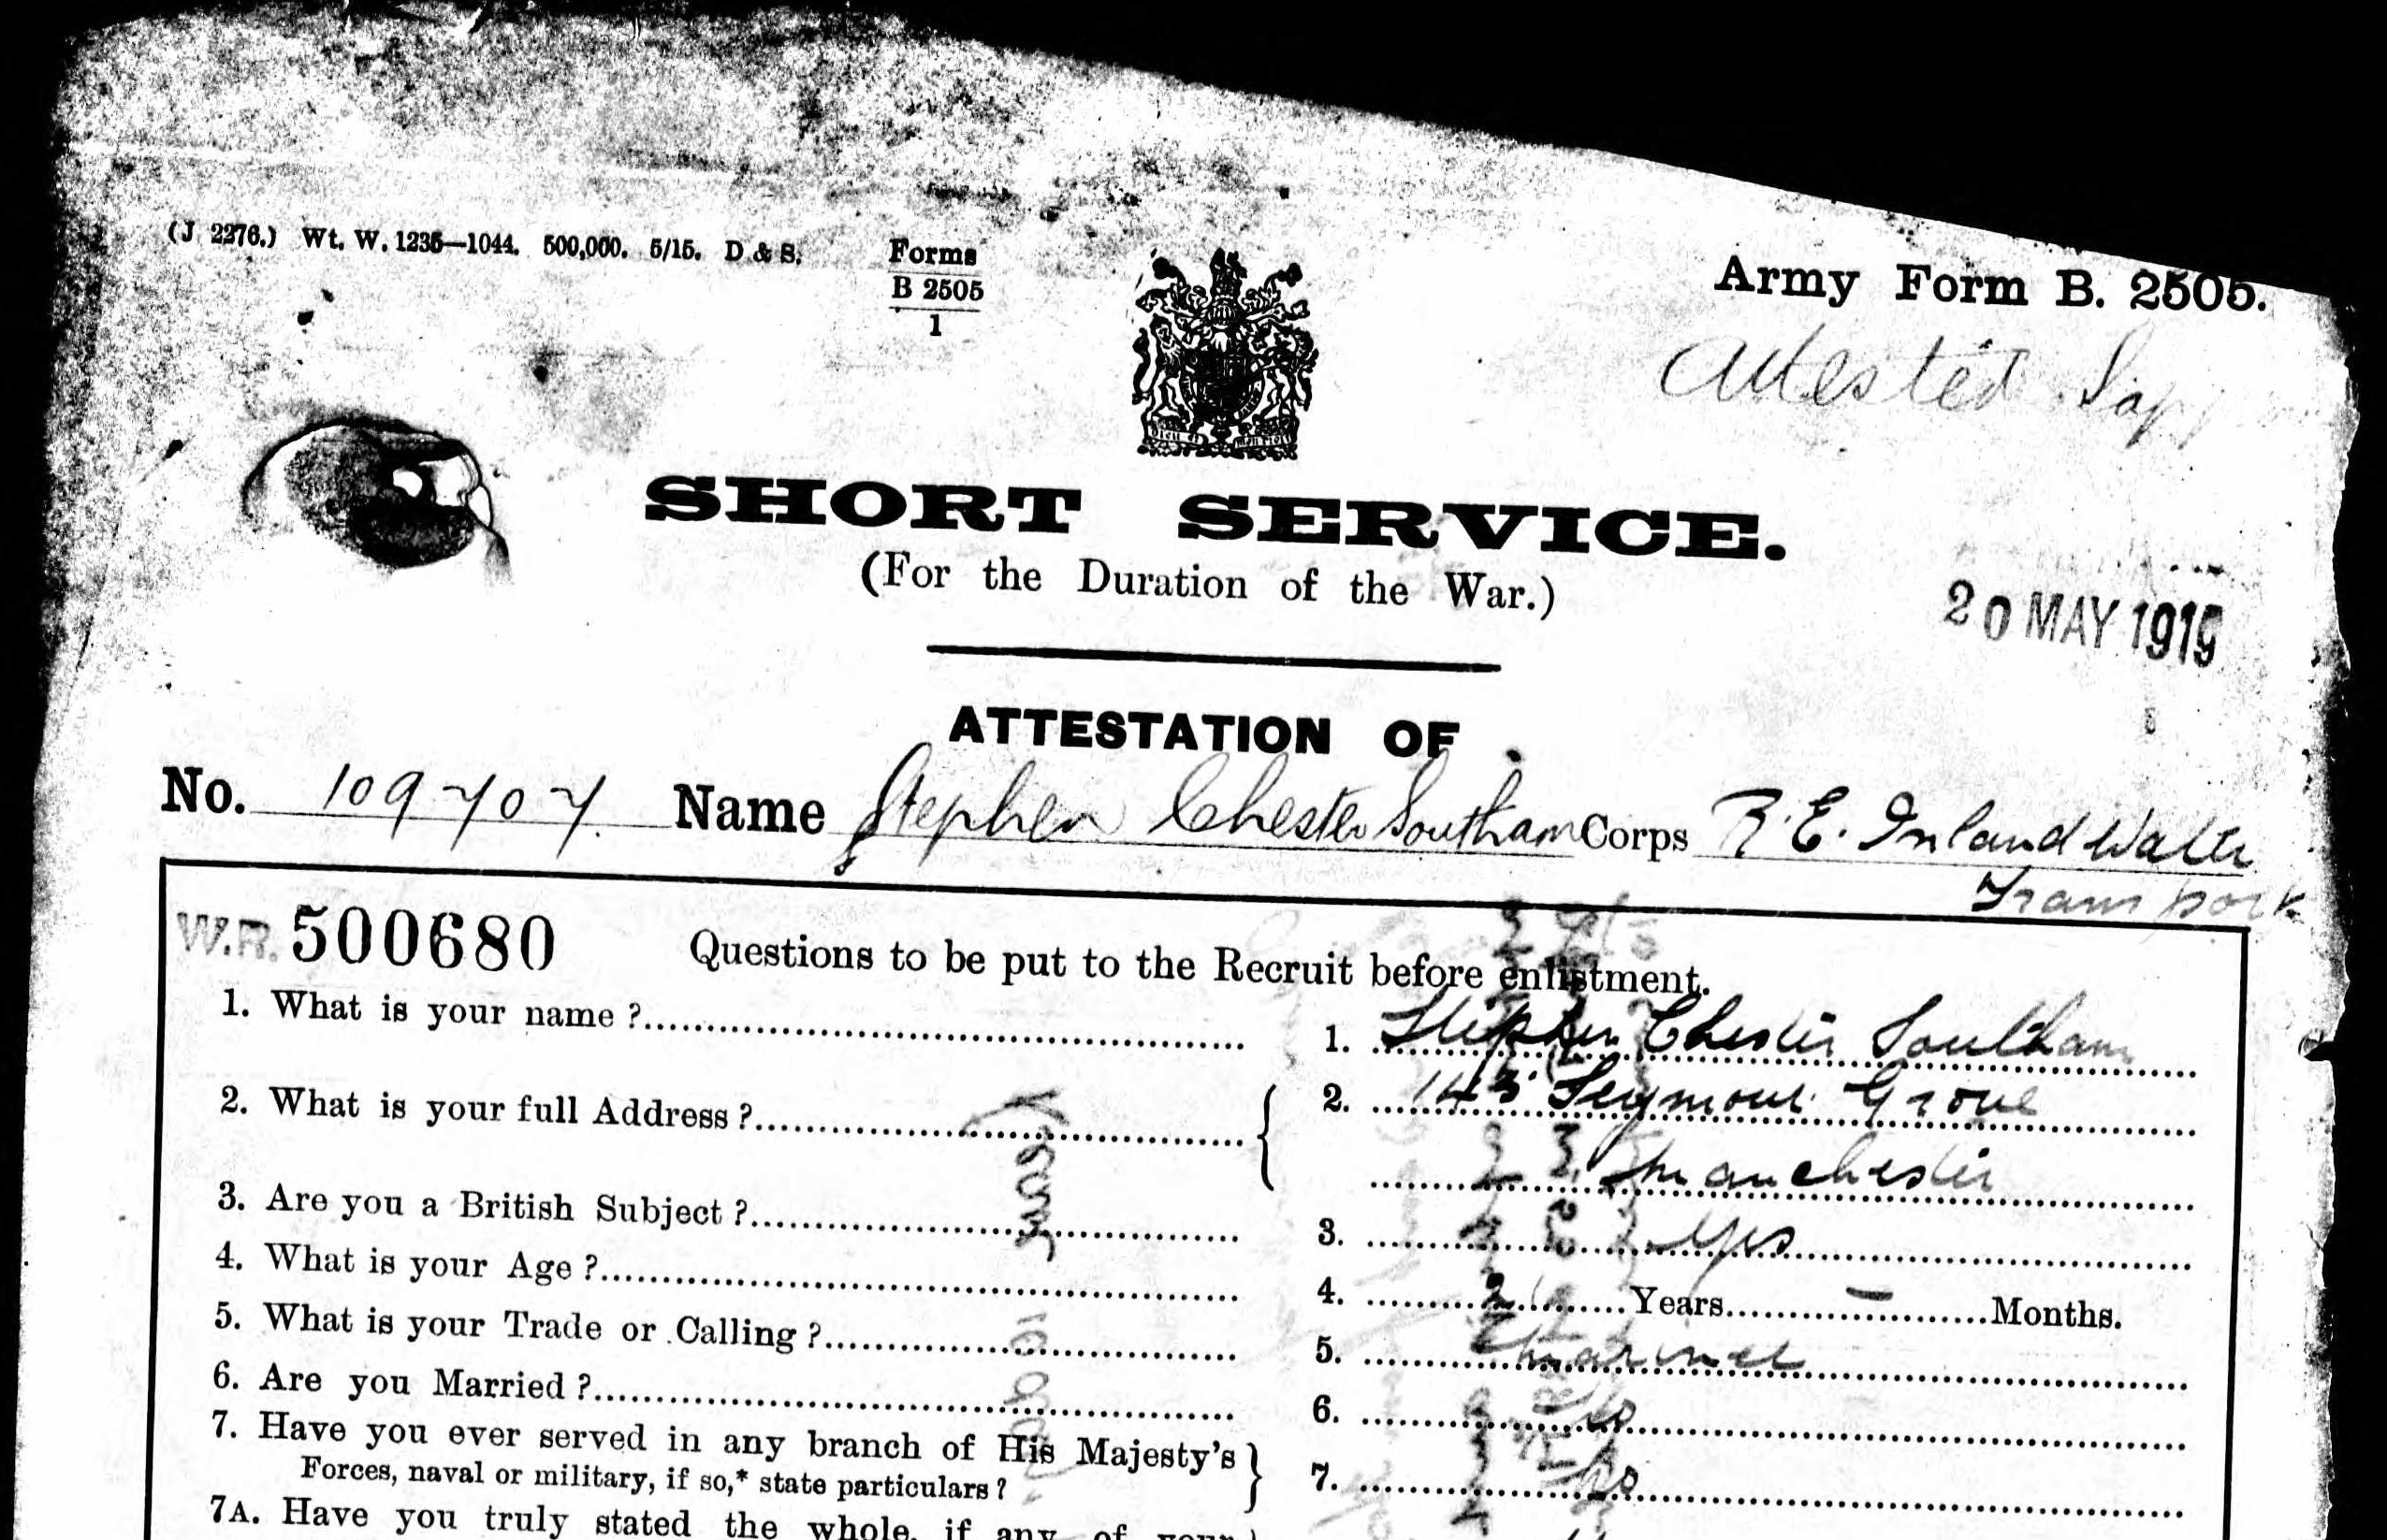 (J 2276.) Wt. W. 1235—1044. 500,000. 5/15. D & S. Forms
B 2505
1
Army Form B. 2505.
Attested
Dieu et mon droit
SHORT SERVICE.
(For the Duration of the War.)
20 MAY 1919
ATTESTATION OF
No. 109707 Name Stephen Chester Southam Corps R.E. Inland Water
Transport
W.R. 500680 Questions to be put to the Recruit before enlistment.
1. What is your name ? 1. Stephen Chester Southam
2. What is your full Address ? 2. 143 Seymour Grove
Manchester
3. Are you a British Subject ? 3. Yes
4. What is your Age ? 4. Years — Months.
5. What is your Trade or Calling ? 5.
6. Are you Married ? 6. No
7. Have you ever served in any branch of His Majesty's 7. No
Forces, naval or military, if so,* state particulars ?
7A. Have you truly stated the whole, if any, of your